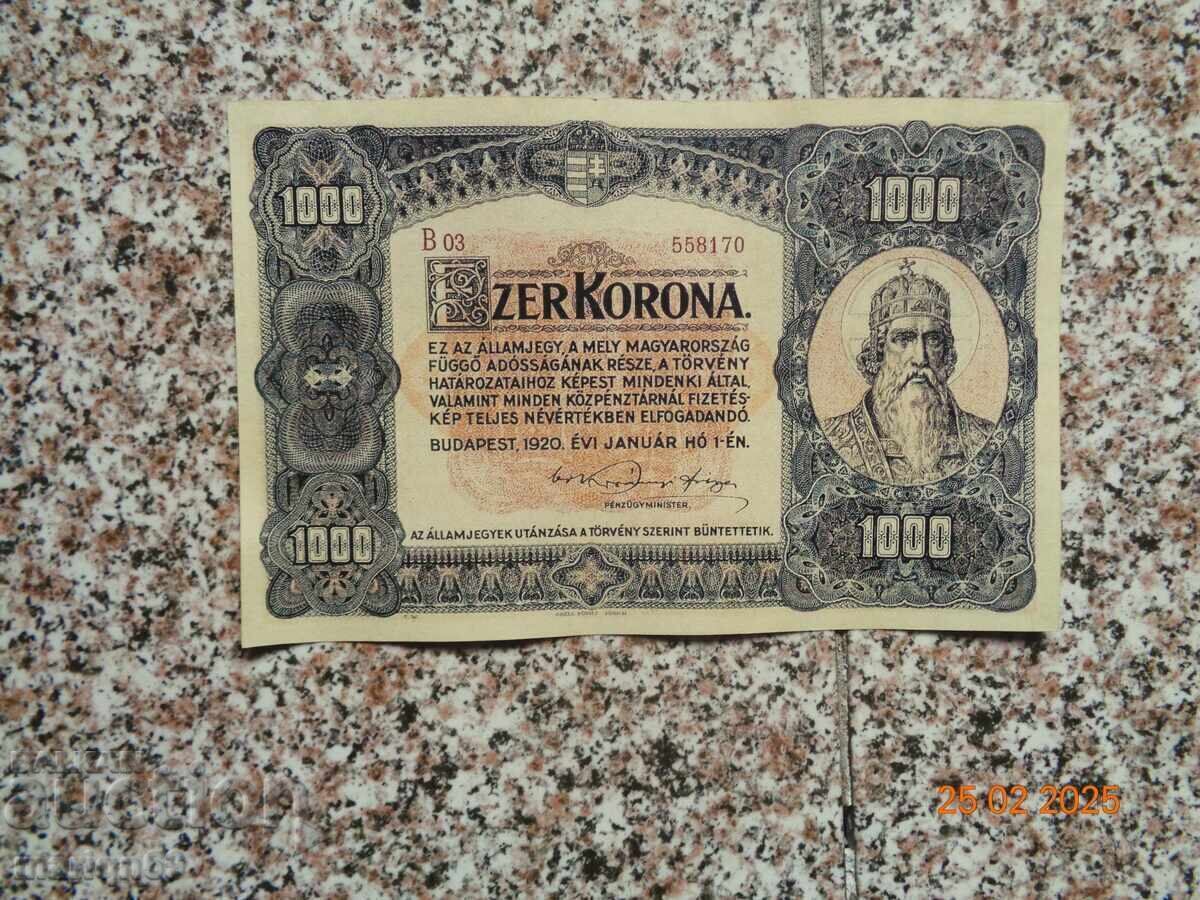 1000
1000
B 03
558170
EZER KORONA.
EZ AZ ÁLLAMJEGY, A MELY MAGYARORSZÁG
FÜGGŐ ADÓSSÁGÁNAK RÉSZE, A TÖRVÉNY
HATÁROZATAIHOZ KÉPEST MINDENKI ÁLTAL,
VALAMINT MINDEN KÖZPÉNZTÁRNÁL FIZETÉS-
KÉP TELJES NÉVÉRTÉKBEN ELFOGADANDÓ.
BUDAPEST, 1920. ÉVI JANUÁR HÓ 1-ÉN.
PÉNZÜGYMINISTER.
AZ ÁLLAMJEGYEK UTÁNZÁSA A TÖRVÉNY SZERINT BÜNTETTETIK.
1000
1000
auction
25 02 2025